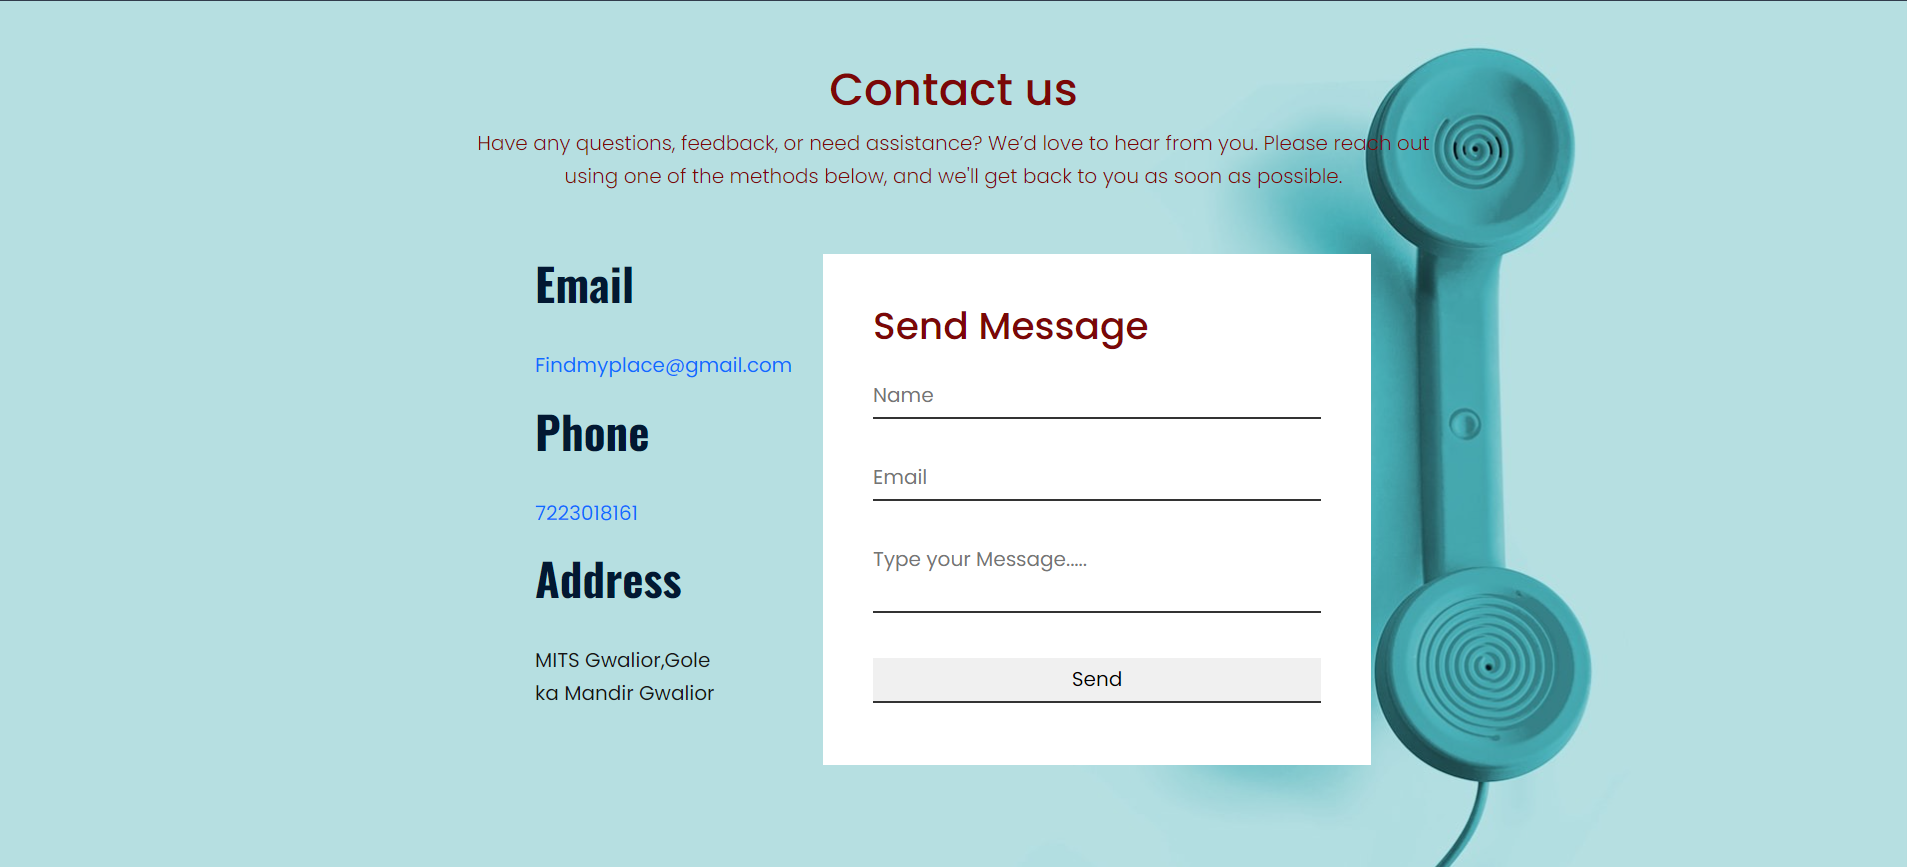 Contact us
Have any questions, feedback, or need assistance? We’d love to hear from you. Please reach out
using one of the methods below, and we'll get back to you as soon as possible.
Email
Findmyplace@gmail.com
Phone
7223018161
Address
MITS Gwalior,Gole
ka Mandir Gwalior
Send Message
Name
Email
Type your Message.....
Send